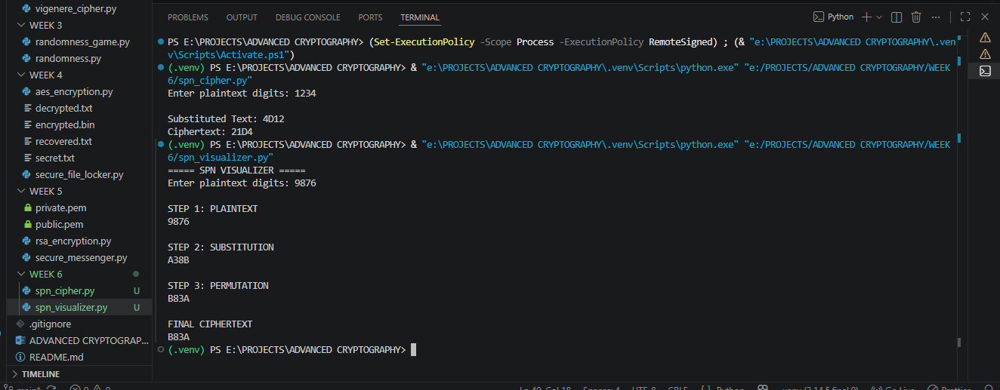 vigenere_cipher.py
WEEK 3
randomness_game.py
randomness.py
WEEK 4
aes_encryption.py
decrypted.txt
encrypted.bin
recovered.txt
secret.txt
secure_file_locker.py
WEEK 5
private.pem
public.pem
rsa_encryption.py
secure_messenger.py
WEEK 6
spn_cipher.py U
spn_visualizer.py U
.gitignore
ADVANCED CRYPTOGRAP...
README.md
TIMELINE
PROBLEMS OUTPUT DEBUG CONSOLE PORTS TERMINAL
Python
PS E:\PROJECTS\ADVANCED CRYPTOGRAPHY> (Set-ExecutionPolicy -Scope Process -ExecutionPolicy RemoteSigned) ; (& "e:\PROJECTS\ADVANCED CRYPTOGRAPHY\.ven
v\Scripts\Activate.ps1")
(.venv) PS E:\PROJECTS\ADVANCED CRYPTOGRAPHY> & "e:\PROJECTS\ADVANCED CRYPTOGRAPHY\.venv\Scripts\python.exe" "e:/PROJECTS/ADVANCED CRYPTOGRAPHY/WEEK
6/spn_cipher.py"
Enter plaintext digits: 1234
Substituted Text: 4D12
Ciphertext: 21D4
(.venv) PS E:\PROJECTS\ADVANCED CRYPTOGRAPHY> & "e:\PROJECTS\ADVANCED CRYPTOGRAPHY\.venv\Scripts\python.exe" "e:/PROJECTS/ADVANCED CRYPTOGRAPHY/WEEK
6/spn_visualizer.py"
===== SPN VISUALIZER =====
Enter plaintext digits: 9876
STEP 1: PLAINTEXT
9876
STEP 2: SUBSTITUTION
A38B
STEP 3: PERMUTATION
B83A
FINAL CIPHERTEXT
B83A
(.venv) PS E:\PROJECTS\ADVANCED CRYPTOGRAPHY>